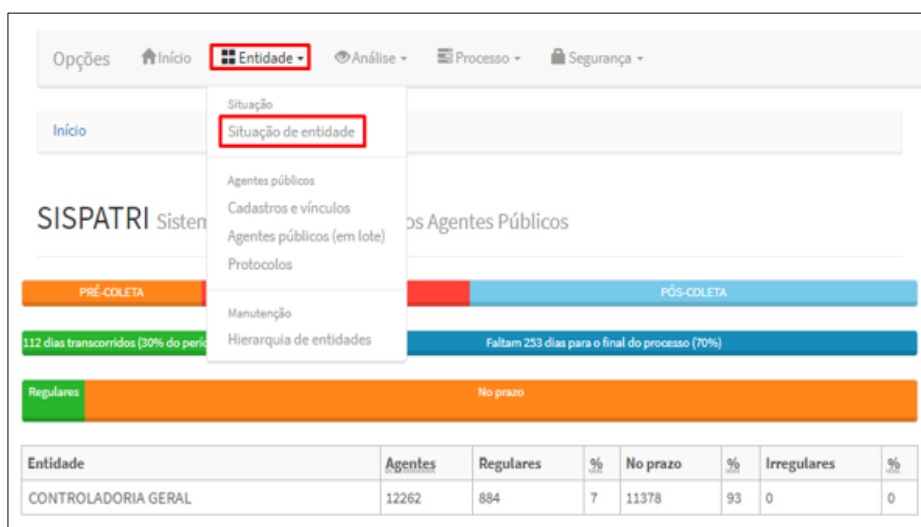 Opções Início Entidade Análise Processo Segurança
Situação
Início Situação de entidade
Agentes públicos
Cadastros e vínculos
SISPATRI Sistem os Agentes Públicos
Agentes públicos (em lote)
Protocolos
PRÉ-COLETA PÓS-COLETA
Manutenção
112 dias transcorridos (30% do perío Hierarquia de entidades Faltam 253 dias para o final do processo (70%)
Regulares No prazo
Entidade Agentes Regulares % No prazo % Irregulares %
CONTROLADORIA GERAL 12262 884 7 11378 93 0 0